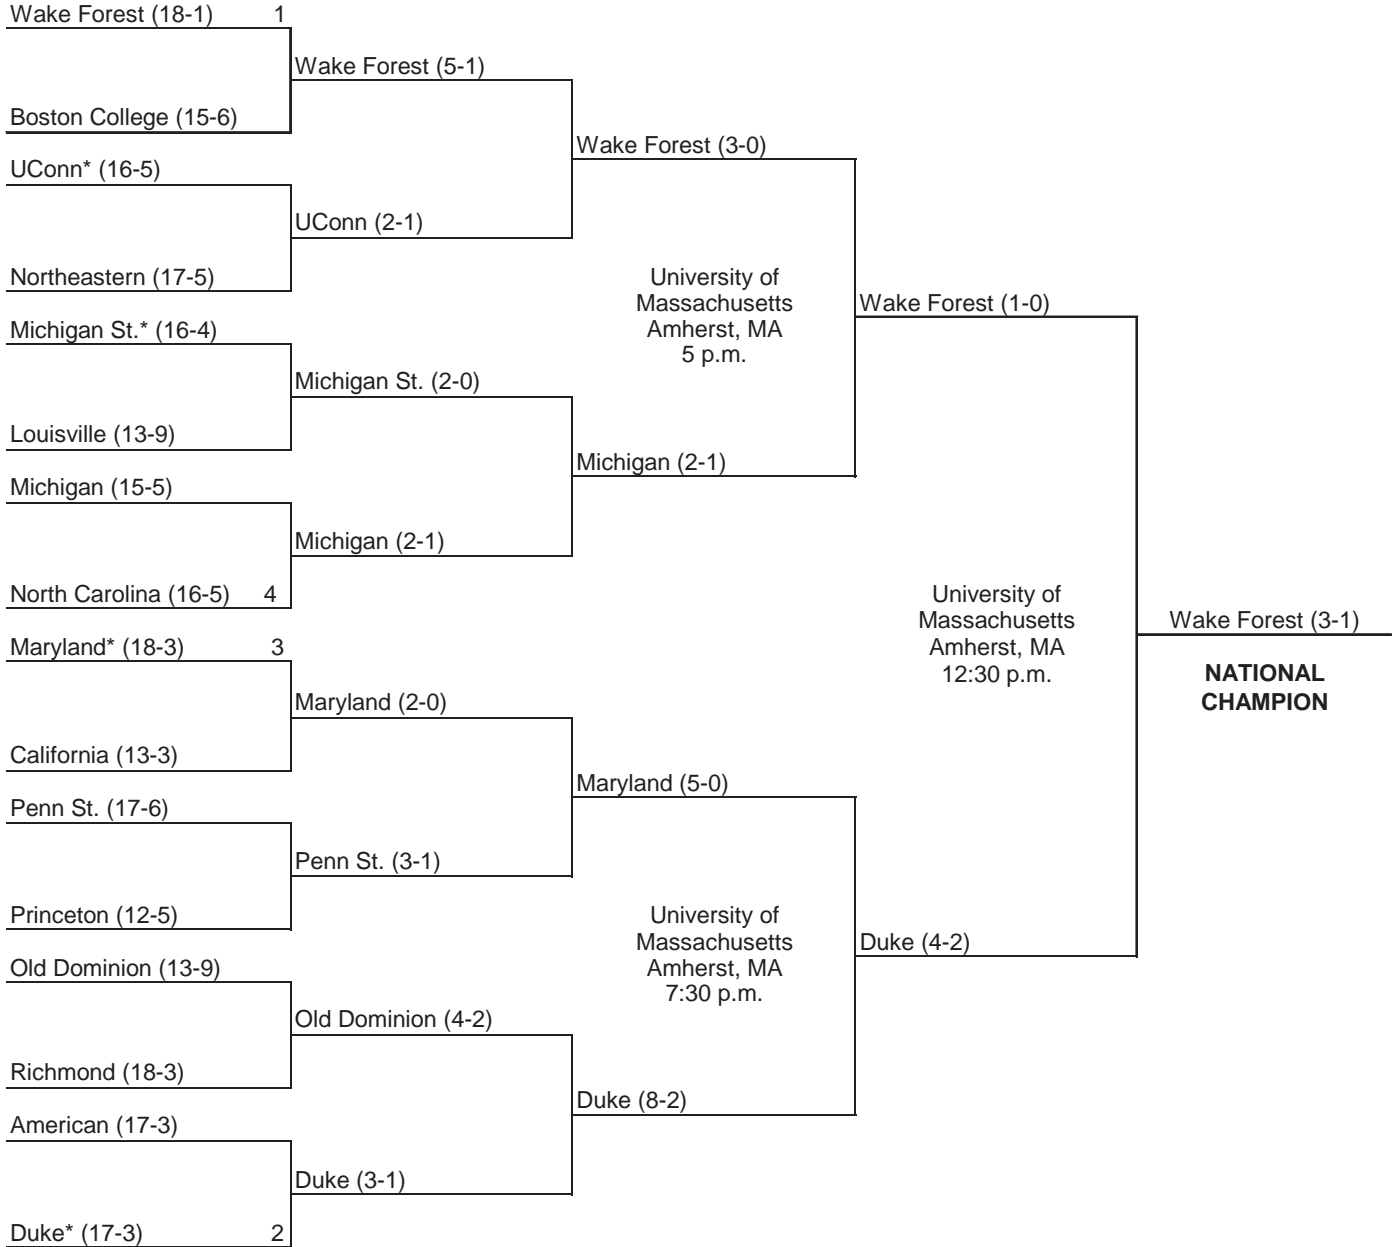 Wake Forest (18-1) 1
Wake Forest (5-1)
Boston College (15-6)
Wake Forest (3-0)
UConn* (16-5)
UConn (2-1)
Northeastern (17-5)
University of
Massachusetts
Amherst, MA
5 p.m.
Wake Forest (1-0)
Michigan St.* (16-4)
Michigan St. (2-0)
Louisville (13-9)
Michigan (2-1)
Michigan (15-5)
Michigan (2-1)
North Carolina (16-5) 4
University of
Massachusetts
Amherst, MA
12:30 p.m.
Wake Forest (3-1)
NATIONAL
CHAMPION
Maryland* (18-3) 3
Maryland (2-0)
California (13-3)
Maryland (5-0)
Penn St. (17-6)
Penn St. (3-1)
Princeton (12-5)
University of
Massachusetts
Amherst, MA
7:30 p.m.
Duke (4-2)
Old Dominion (13-9)
Old Dominion (4-2)
Richmond (18-3)
Duke (8-2)
American (17-3)
Duke (3-1)
Duke* (17-3) 2